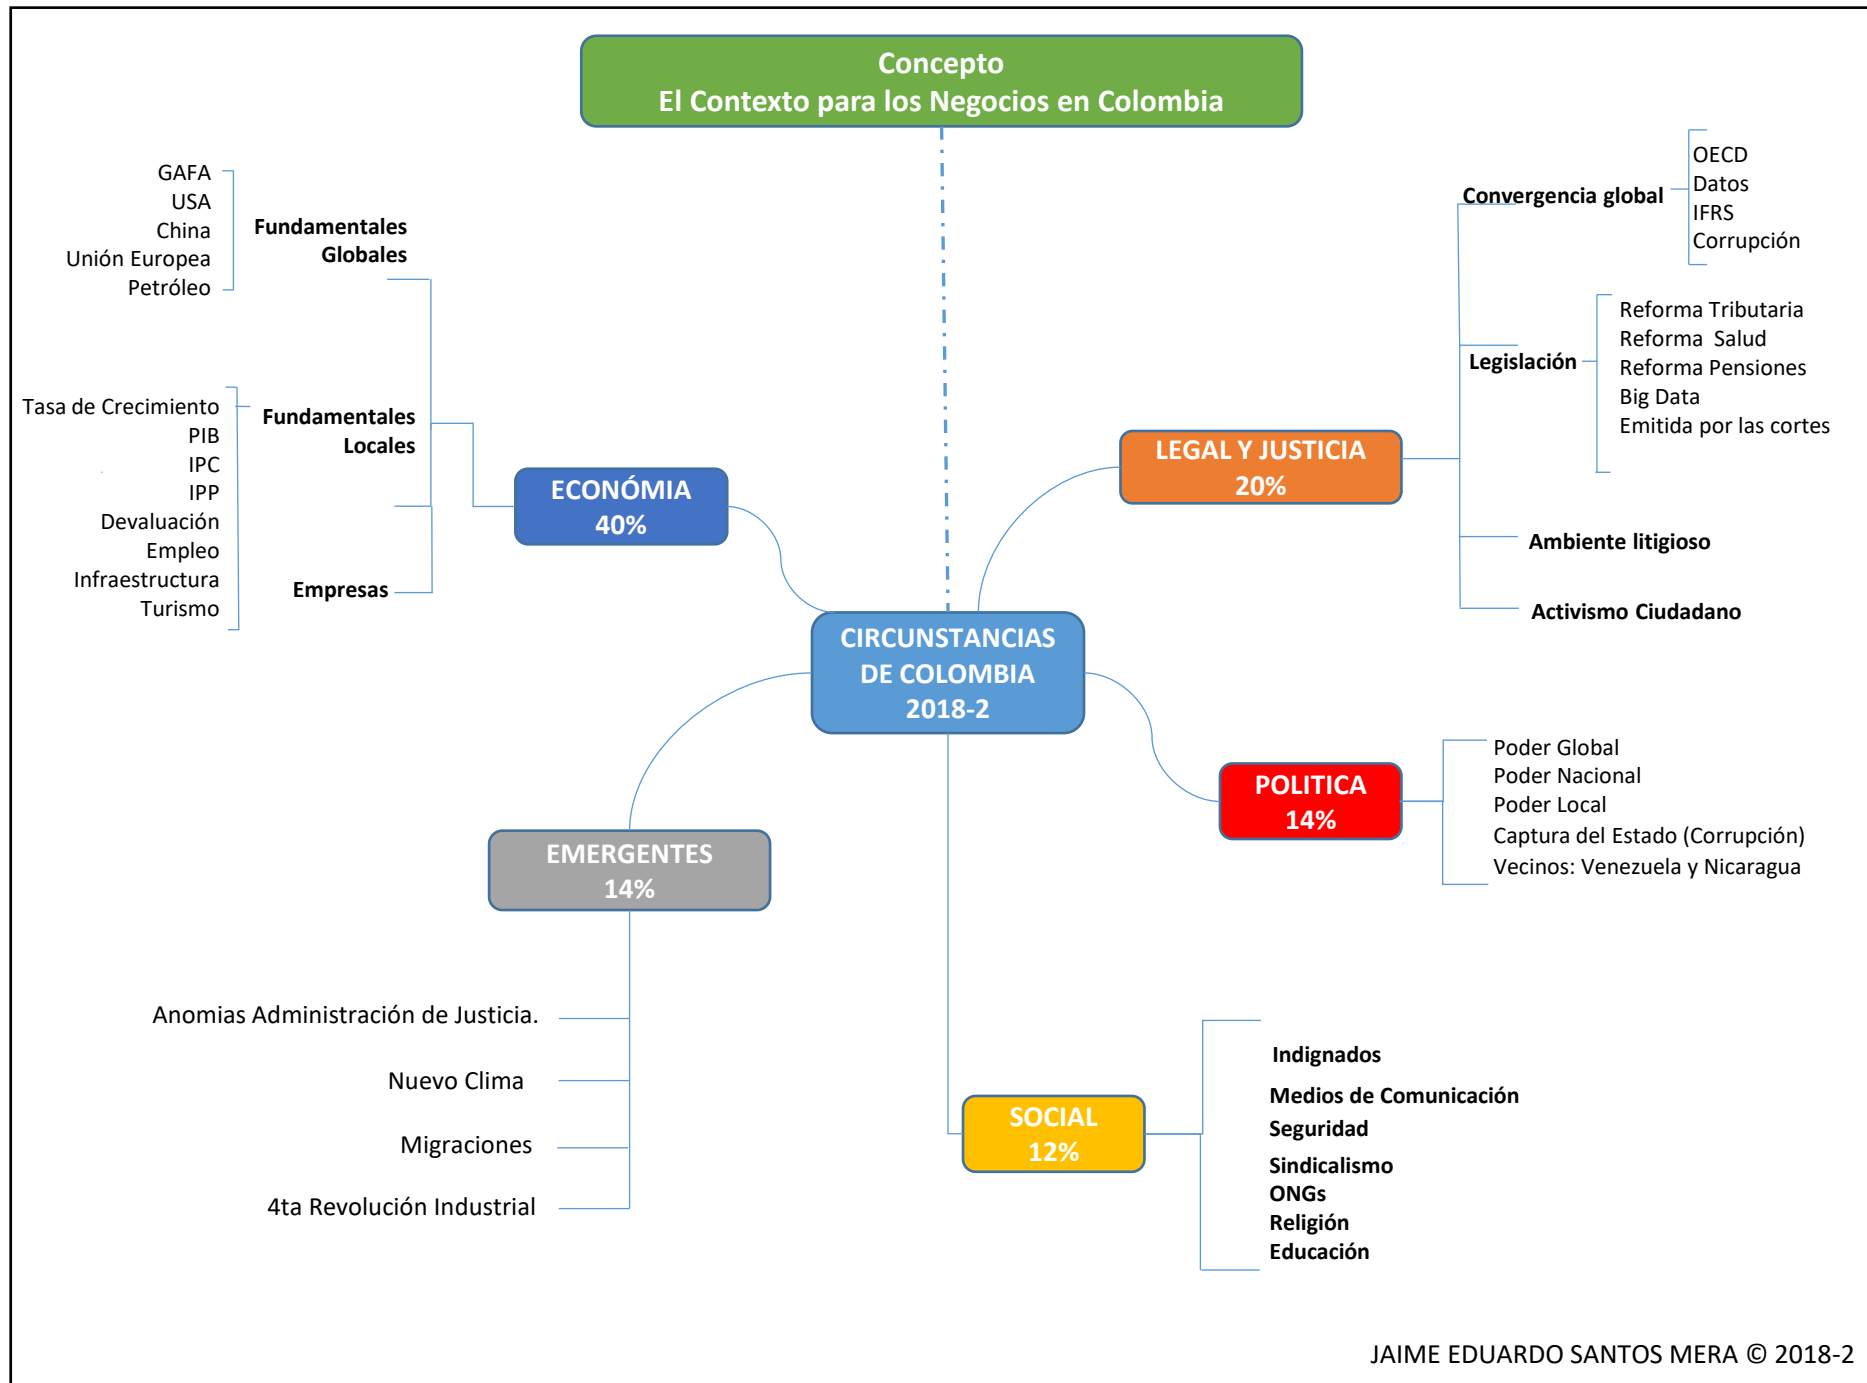 Concepto
El Contexto para los Negocios en Colombia
GAFA
USA
China
Unión Europea
Petróleo
Fundamentales
Globales
Tasa de Crecimiento
PIB
IPC
IPP
Devaluación
Empleo
Infraestructura
Turismo
Fundamentales
Locales
Empresas
ECONÓMIA
40%
Convergencia global
OECD
Datos
IFRS
Corrupción
Legislación
Reforma Tributaria
Reforma  Salud
Reforma Pensiones
Big Data
Emitida por las cortes
LEGAL Y JUSTICIA
20%
Ambiente litigioso
Activismo Ciudadano
CIRCUNSTANCIAS
DE COLOMBIA
2018-2
POLITICA
14%
Poder Global
Poder Nacional
Poder Local
Captura del Estado (Corrupción)
Vecinos: Venezuela y Nicaragua
EMERGENTES
14%
Anomias Administración de Justicia.
Nuevo Clima
Migraciones
4ta Revolución Industrial
SOCIAL
12%
Indignados
Medios de Comunicación
Seguridad
Sindicalismo
ONGs
Religión
Educación
JAIME EDUARDO SANTOS MERA © 2018-2